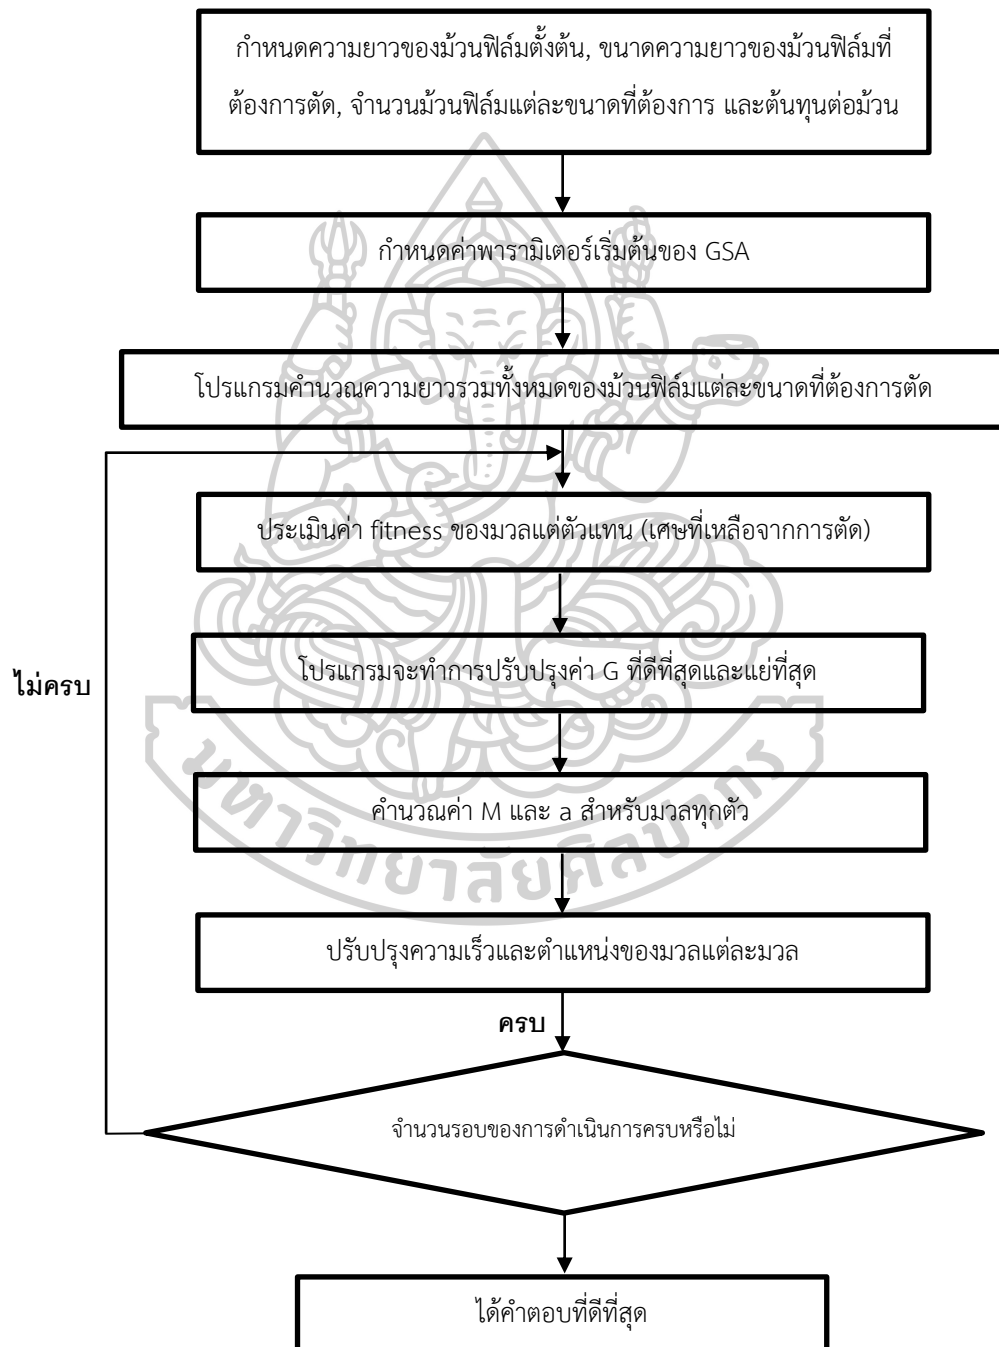 กำหนดความยาวของม้วนฟิล์มตั้งต้น, ขนาดความยาวของม้วนฟิล์มที่
ต้องการตัด, จำนวนม้วนฟิล์มแต่ละขนาดที่ต้องการ และต้นทุนต่อม้วน
กำหนดค่าพารามิเตอร์เริ่มต้นของ GSA
โปรแกรมคำนวณความยาวรวมทั้งหมดของม้วนฟิล์มแต่ละขนาดที่ต้องการตัด
ประเมินค่า fitness ของมวลแต่ตัวแทน (เศษที่เหลือจากการตัด)
โปรแกรมจะทำการปรับปรุงค่า G ที่ดีที่สุดและแย่ที่สุด
ไม่ครบ
คำนวณค่า M และ a สำหรับมวลทุกตัว
มหาวิทยาลัยศิลปากร
ปรับปรุงความเร็วและตำแหน่งของมวลแต่ละมวล
ครบ
จำนวนรอบของการดำเนินการครบหรือไม่
ได้คำตอบที่ดีที่สุด